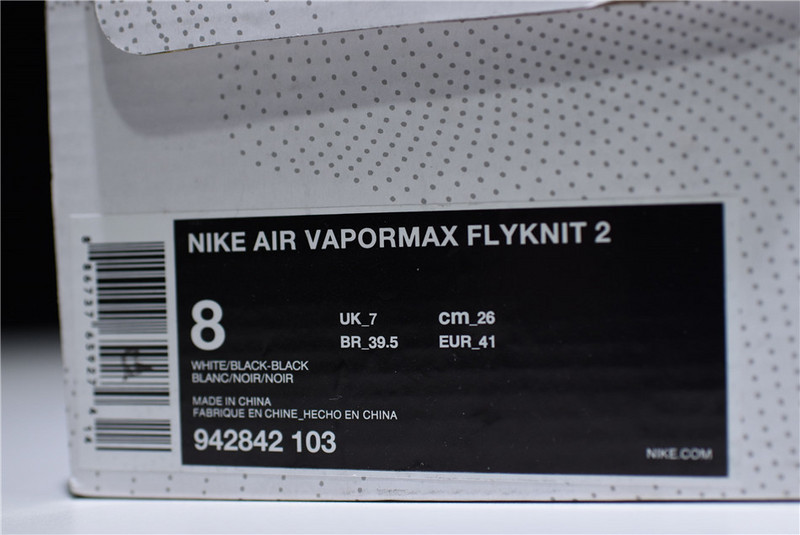 NIKE AIR VAPORMAX FLYKNIT 2
8
UK_7 cm_26
BR_39.5 EUR_41
WHITE/BLACK-BLACK
BLANC/NOIR/NOIR
MADE IN CHINA
FABRIQUE EN CHINE_HECHO EN CHINA
942842 103
NIKE.COM